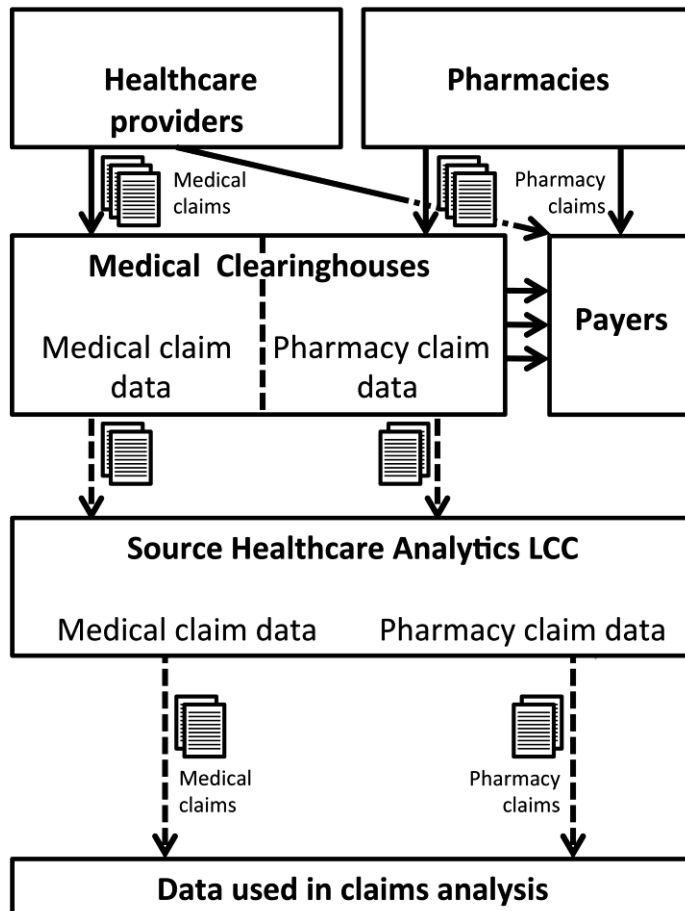 Healthcare
providers
Pharmacies
Medical
claims
Pharmacy
claims
Medical Clearinghouses
Medical claim
data
Pharmacy claim
data
Payers
Source Healthcare Analytics LCC
Medical claim data
Pharmacy claim data
Medical
claims
Pharmacy
claims
Data used in claims analysis